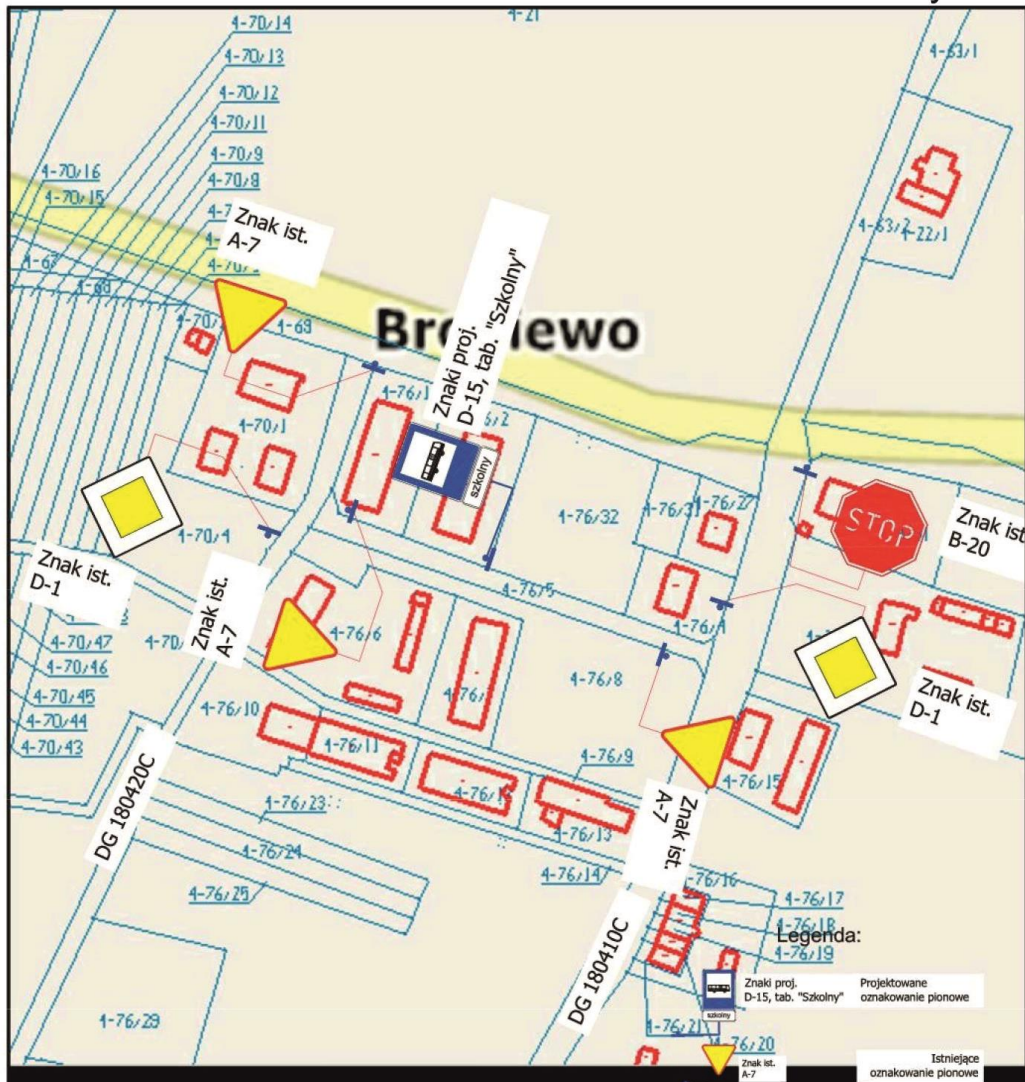 4-21
4-70/14
4-70/13
4-70/12
4-70/11
4-70/9
4-70/8
4-70/16
4-70/15
4-63/1
4-63/2
4-22/1
Znak ist.
A-7
4-69
Znaki proj.
D-15, tab. "Szkolny"
szkolny
4-76/1
4-70/1
4-70/4
4-76/32
4-76/31
4-76/2
STOP
Znak ist.
B-20
Znak ist.
D-1
Znak ist.
A-7
4-76/5
4-76/4
4-76/6
4-76/8
4-70/47
4-70/46
4-70/45
4-70/44
4-70/43
4-76/10
4-76/11
4-76/9
4-76/15
Znak ist.
D-1
Znak ist.
A-7
DG 180420C
4-76/23
4-76/24
4-76/25
4-76/13
4-76/14
4-76/16
4-76/17
4-76/18
4-76/19
DG 180410C
4-76/29
4-76/21
4-76/20
Legenda:
szkolny
Znaki proj.
D-15, tab. "Szkolny"
Projektowane
oznakowanie pionowe
Znak ist.
A-7
Istniejące
oznakowanie pionowe